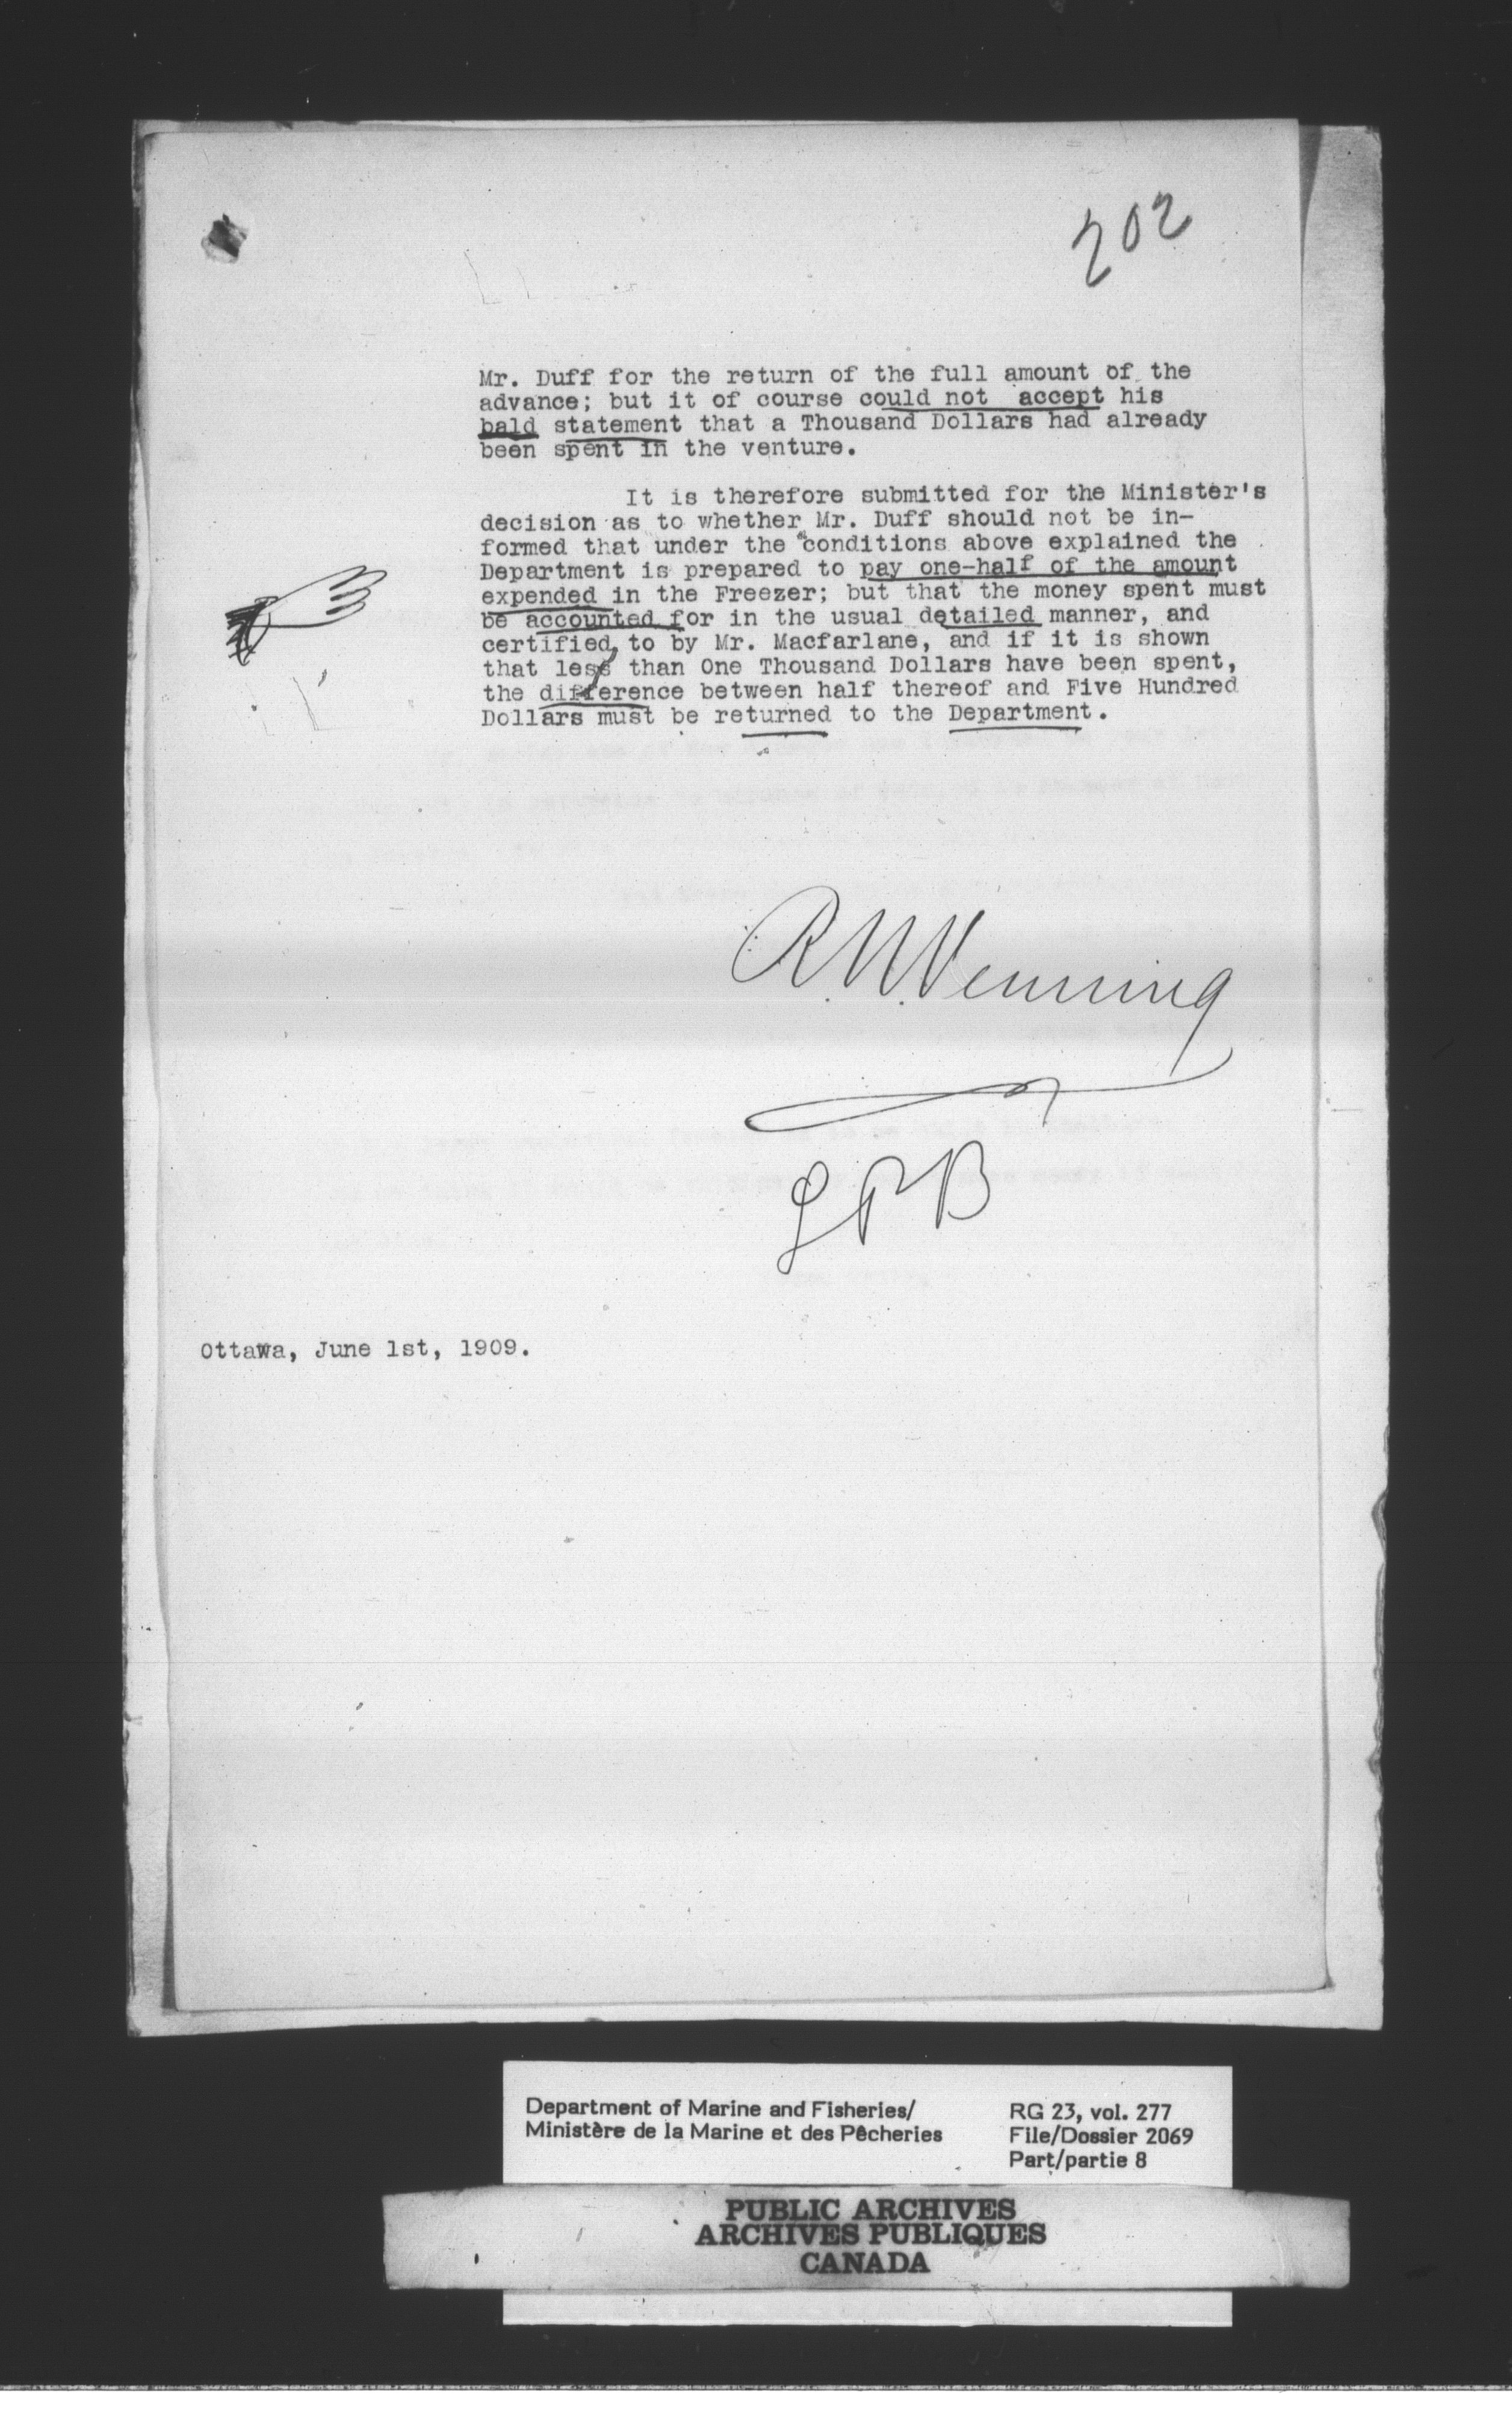 202
Mr. Duff for the return of the full amount of the
advance; but it of course could not accept his
bald statement that a Thousand Dollars had already
been spent in the venture.
It is therefore submitted for the Minister's
decision as to whether Mr. Duff should not be in-
formed that under the conditions above explained the
Department is prepared to pay one-half of the amount
expended in the Freezer; but that the money spent must
be accounted for in the usual detailed manner, and
certified, to by Mr. Macfarlane, and if it is shown
that less than One Thousand Dollars have been spent,
the difference between half thereof and Five Hundred
Dollars must be returned to the Department.
R. N. Venning
LPB
Ottawa, June 1st, 1909.
Department of Marine and Fisheries/
Ministère de la Marine et des Pêcheries
RG 23, vol. 277
File/Dossier 2069
Part/partie 8
PUBLIC ARCHIVES
ARCHIVES PUBLIQUES
CANADA